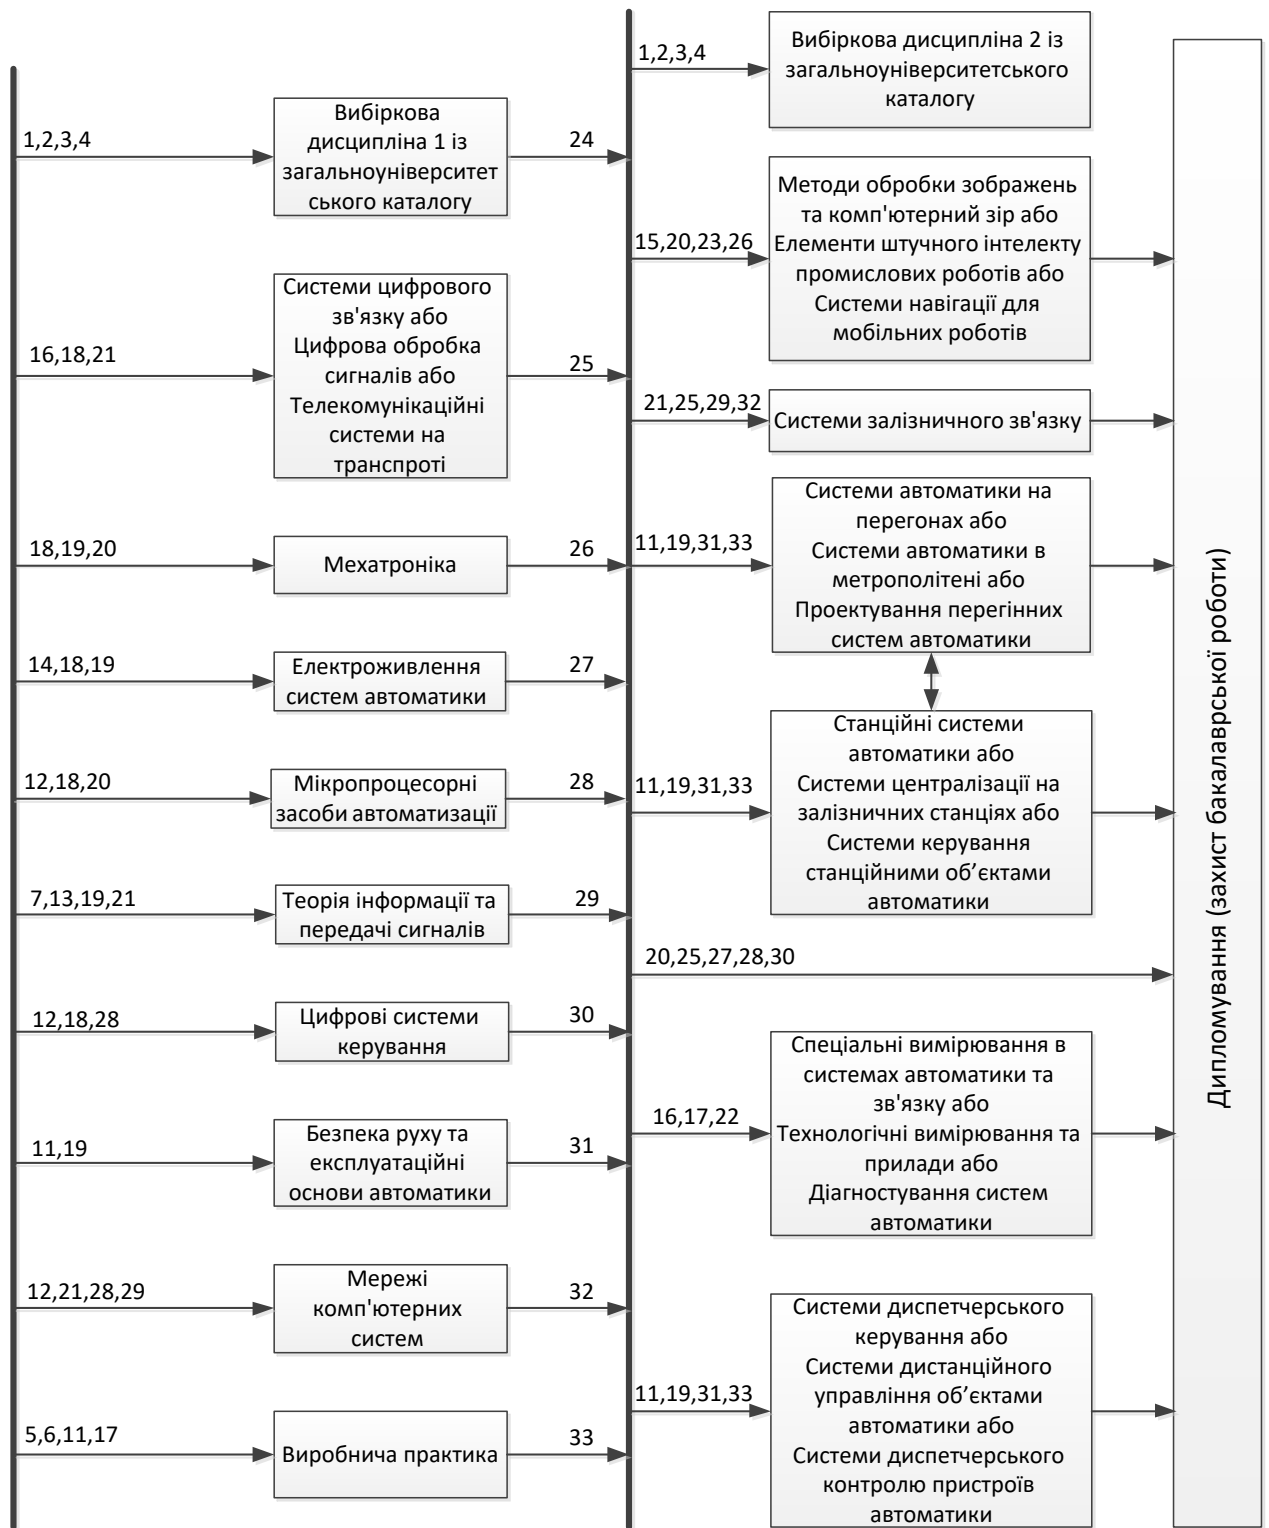 1,2,3,4
Вибіркова
дисципліна 1 із
загальноуніверситет
ського каталогу
24
16,18,21
Системи цифрового
зв'язку або
Цифрова обробка
сигналів або
Телекомунікаційні
системи на
транспроті
25
18,19,20
Мехатроніка
26
14,18,19
Електроживлення
систем автоматики
27
12,18,20
Мікропроцесорні
засоби автоматизації
28
7,13,19,21
Теорія інформації та
передачі сигналів
29
12,18,28
Цифрові системи
керування
30
11,19
Безпека руху та
експлуатаційні
основи автоматики
31
12,21,28,29
Мережі
комп'ютерних
систем
32
5,6,11,17
Виробнича практика
33
1,2,3,4
Вибіркова дисципліна 2 із
загальноуніверситетського
каталогу
15,20,23,26
Методи обробки зображень
та комп'ютерний зір або
Елементи штучного інтелекту
промислових роботів або
Системи навігації для
мобільних роботів
21,25,29,32
Системи залізничного зв'язку
11,19,31,33
Системи автоматики на
перегонах або
Системи автоматики в
метрополітені або
Проектування перегінних
систем автоматики
11,19,31,33
Станційні системи
автоматики або
Системи централізації на
залізничних станціях або
Системи керування
станційними об’єктами
автоматики
20,25,27,28,30
16,17,22
Спеціальні вимірювання в
системах автоматики та
зв'язку або
Технологічні вимірювання та
прилади або
Діагностування систем
автоматики
11,19,31,33
Системи диспетчерського
керування або
Системи дистанційного
управління об’єктами
автоматики або
Системи диспетчерського
контролю пристроїв
автоматики
Дипломування (захист бакалаврської роботи)